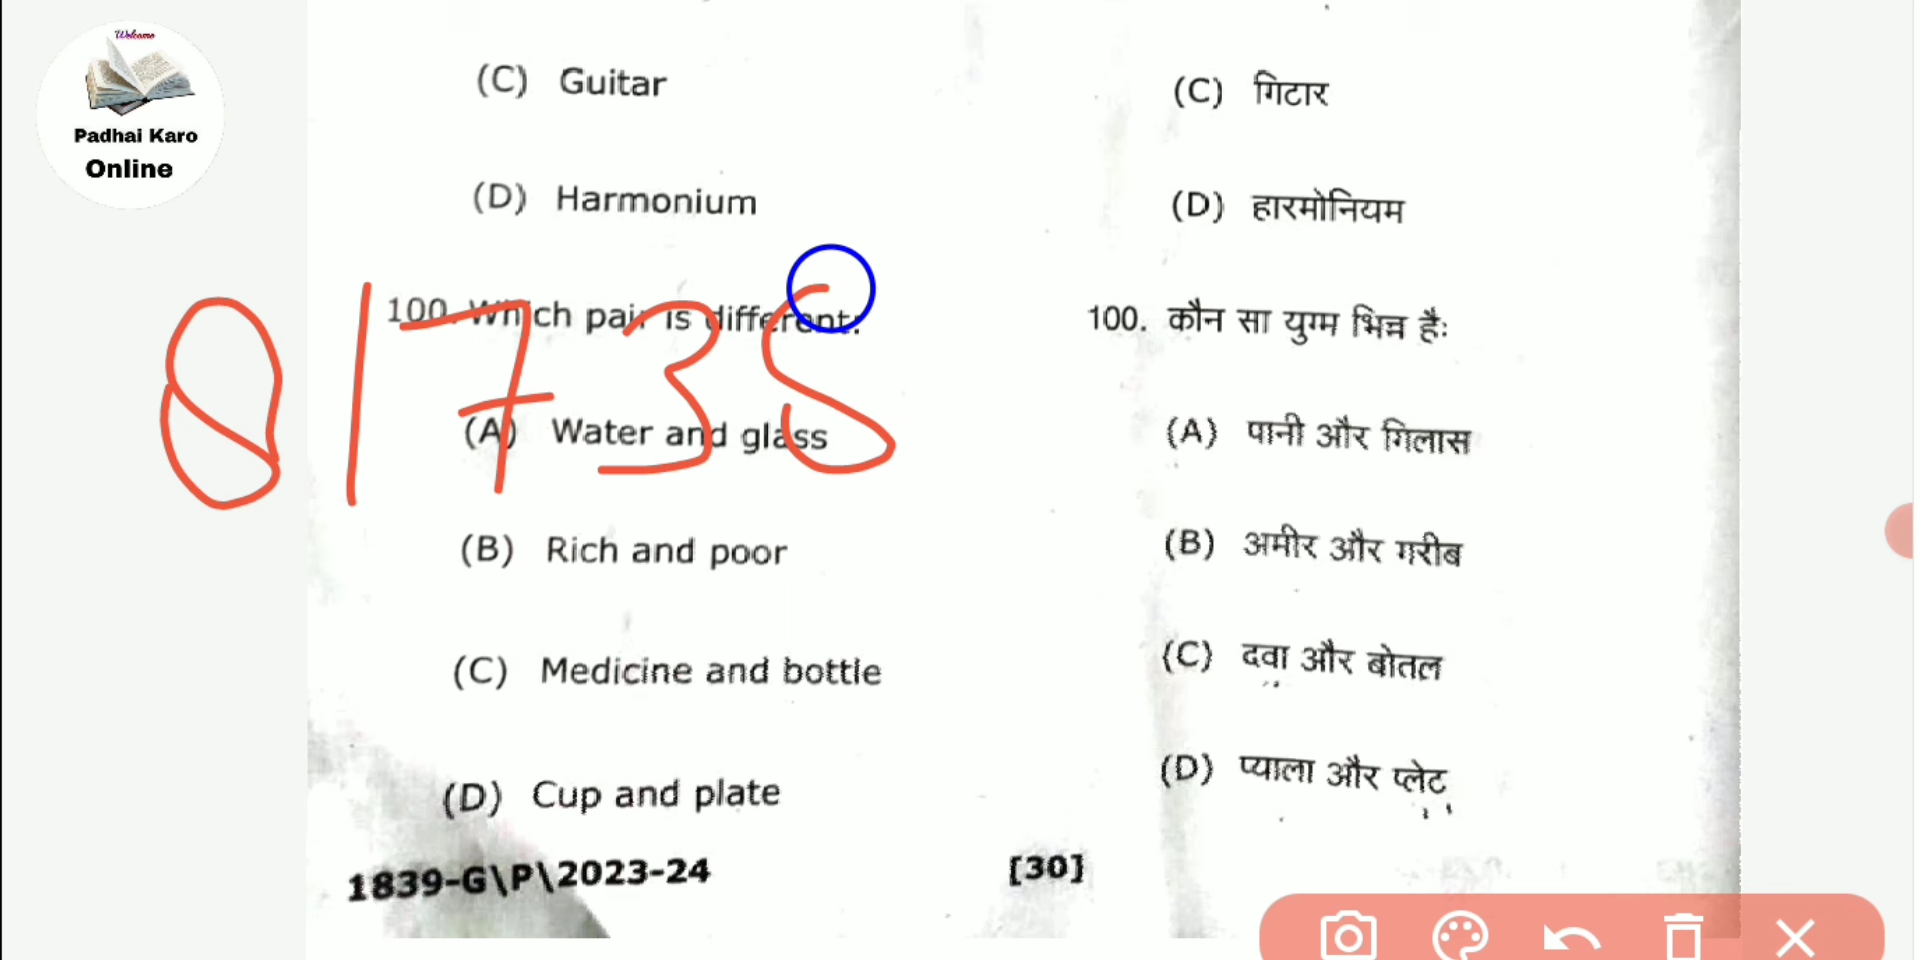 Welcome
Padhai Karo
Online
(C) Guitar
(D) Harmonium
100. Which pair is different:
(A) Water and glass
(B) Rich and poor
(C) Medicine and bottle
(D) Cup and plate
1839-G\P\2023-24
[30]
(C) गिटार
(D) हारमोनियम
100. कौन सा युग्म भिन्न हैः
(A) पानी और गिलास
(B) अमीर और गरीब
(C) दवा और बोतल
(D) प्याला और प्लेट
81738